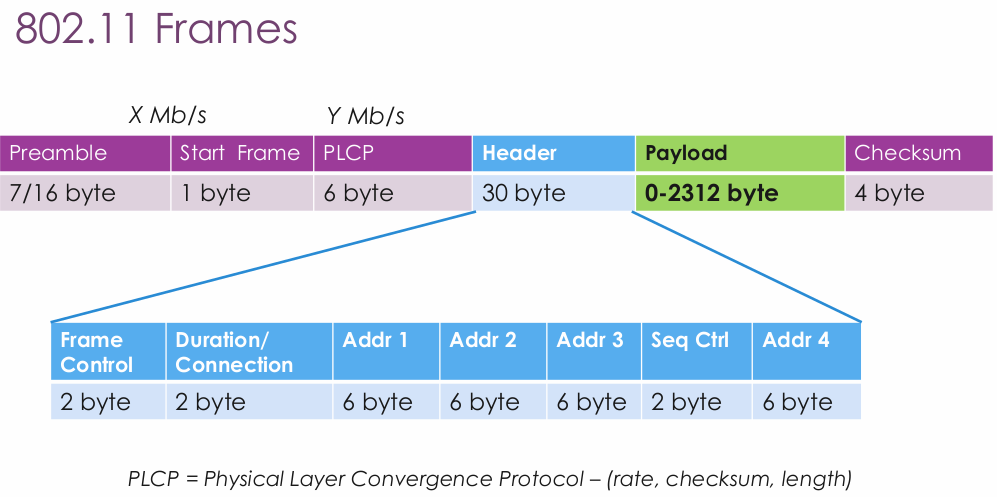 802.11 Frames
X Mb/s Y Mb/s
Preamble Start Frame PLCP Header Payload Checksum
7/16 byte 1 byte 6 byte 30 byte 0-2312 byte 4 byte
Frame Control Duration/ Connection Addr 1 Addr 2 Addr 3 Seq Ctrl Addr 4
2 byte 2 byte 6 byte 6 byte 6 byte 2 byte 6 byte
PLCP = Physical Layer Convergence Protocol – (rate, checksum, length)